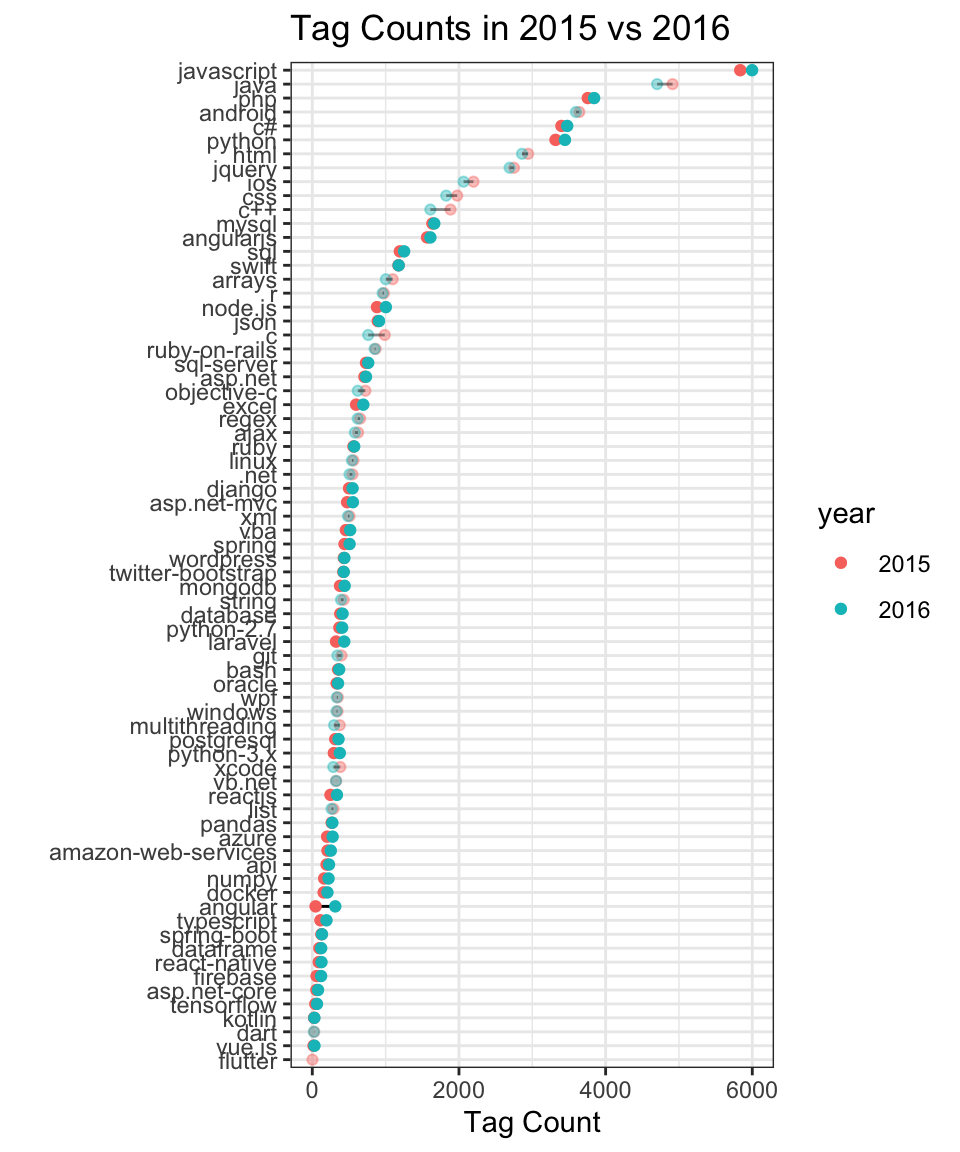 Tag Counts in 2015 vs 2016
javascript
java
php
android
c#
python
html
jquery
ios
css
c++
mysql
angularjs
sql
swift
arrays
r
node.js
json
c
ruby-on-rails
sql-server
asp.net
objective-c
excel
regex
ajax
ruby
linux
.net
django
asp.net-mvc
xml
vba
spring
wordpress
twitter-bootstrap
mongodb
string
database
python-2.7
laravel
git
bash
oracle
wpf
windows
multithreading
postgresql
python-3.x
xcode
vb.net
reactjs
list
pandas
azure
amazon-web-services
api
numpy
docker
angular
typescript
spring-boot
dataframe
react-native
firebase
asp.net-core
tensorflow
kotlin
dart
vue.js
flutter
0 2000 4000 6000
Tag Count
year
2015
2016